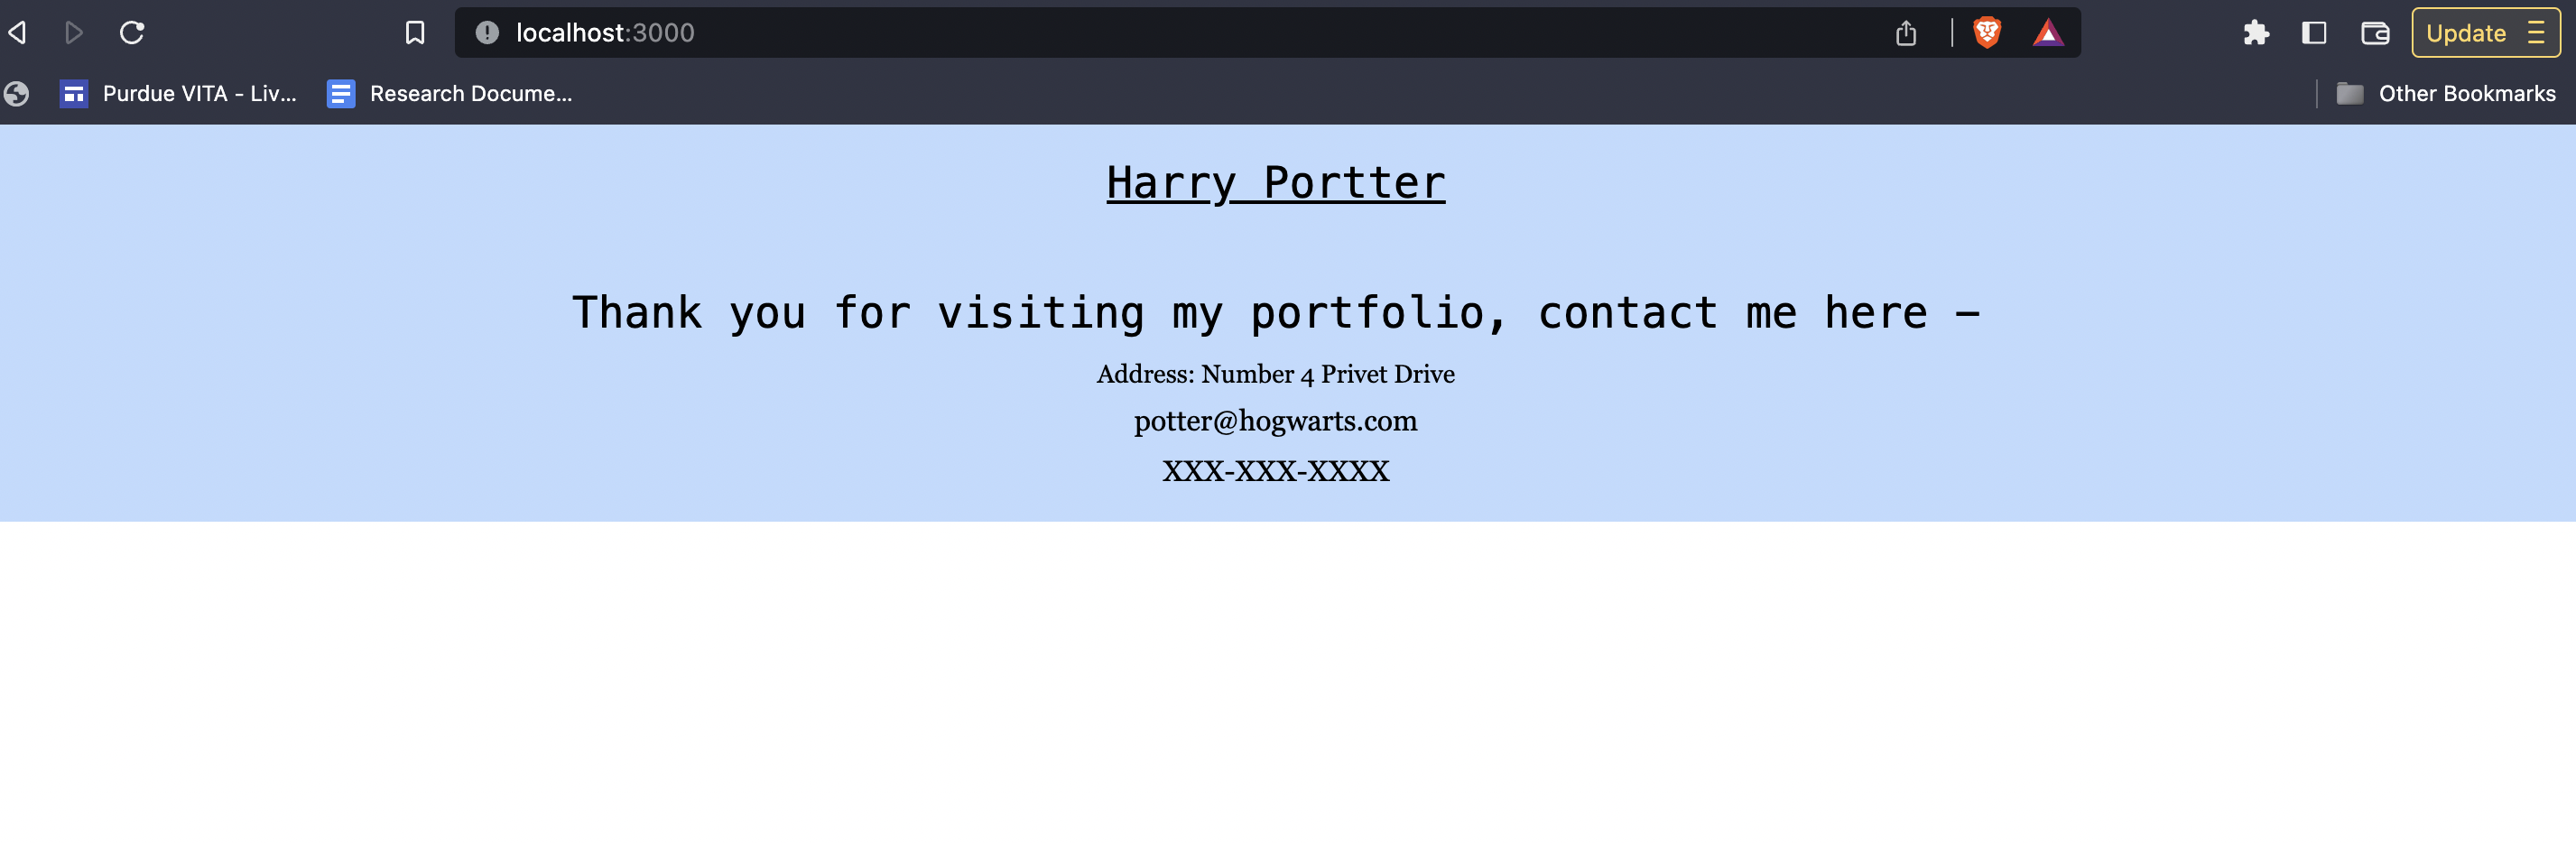 localhost:3000
Update
Purdue VITA - Liv...
Research Docume...
Other Bookmarks
Harry Portter
Thank you for visiting my portfolio, contact me here -
Address: Number 4 Privet Drive
potter@hogwarts.com
XXX-XXX-XXXX